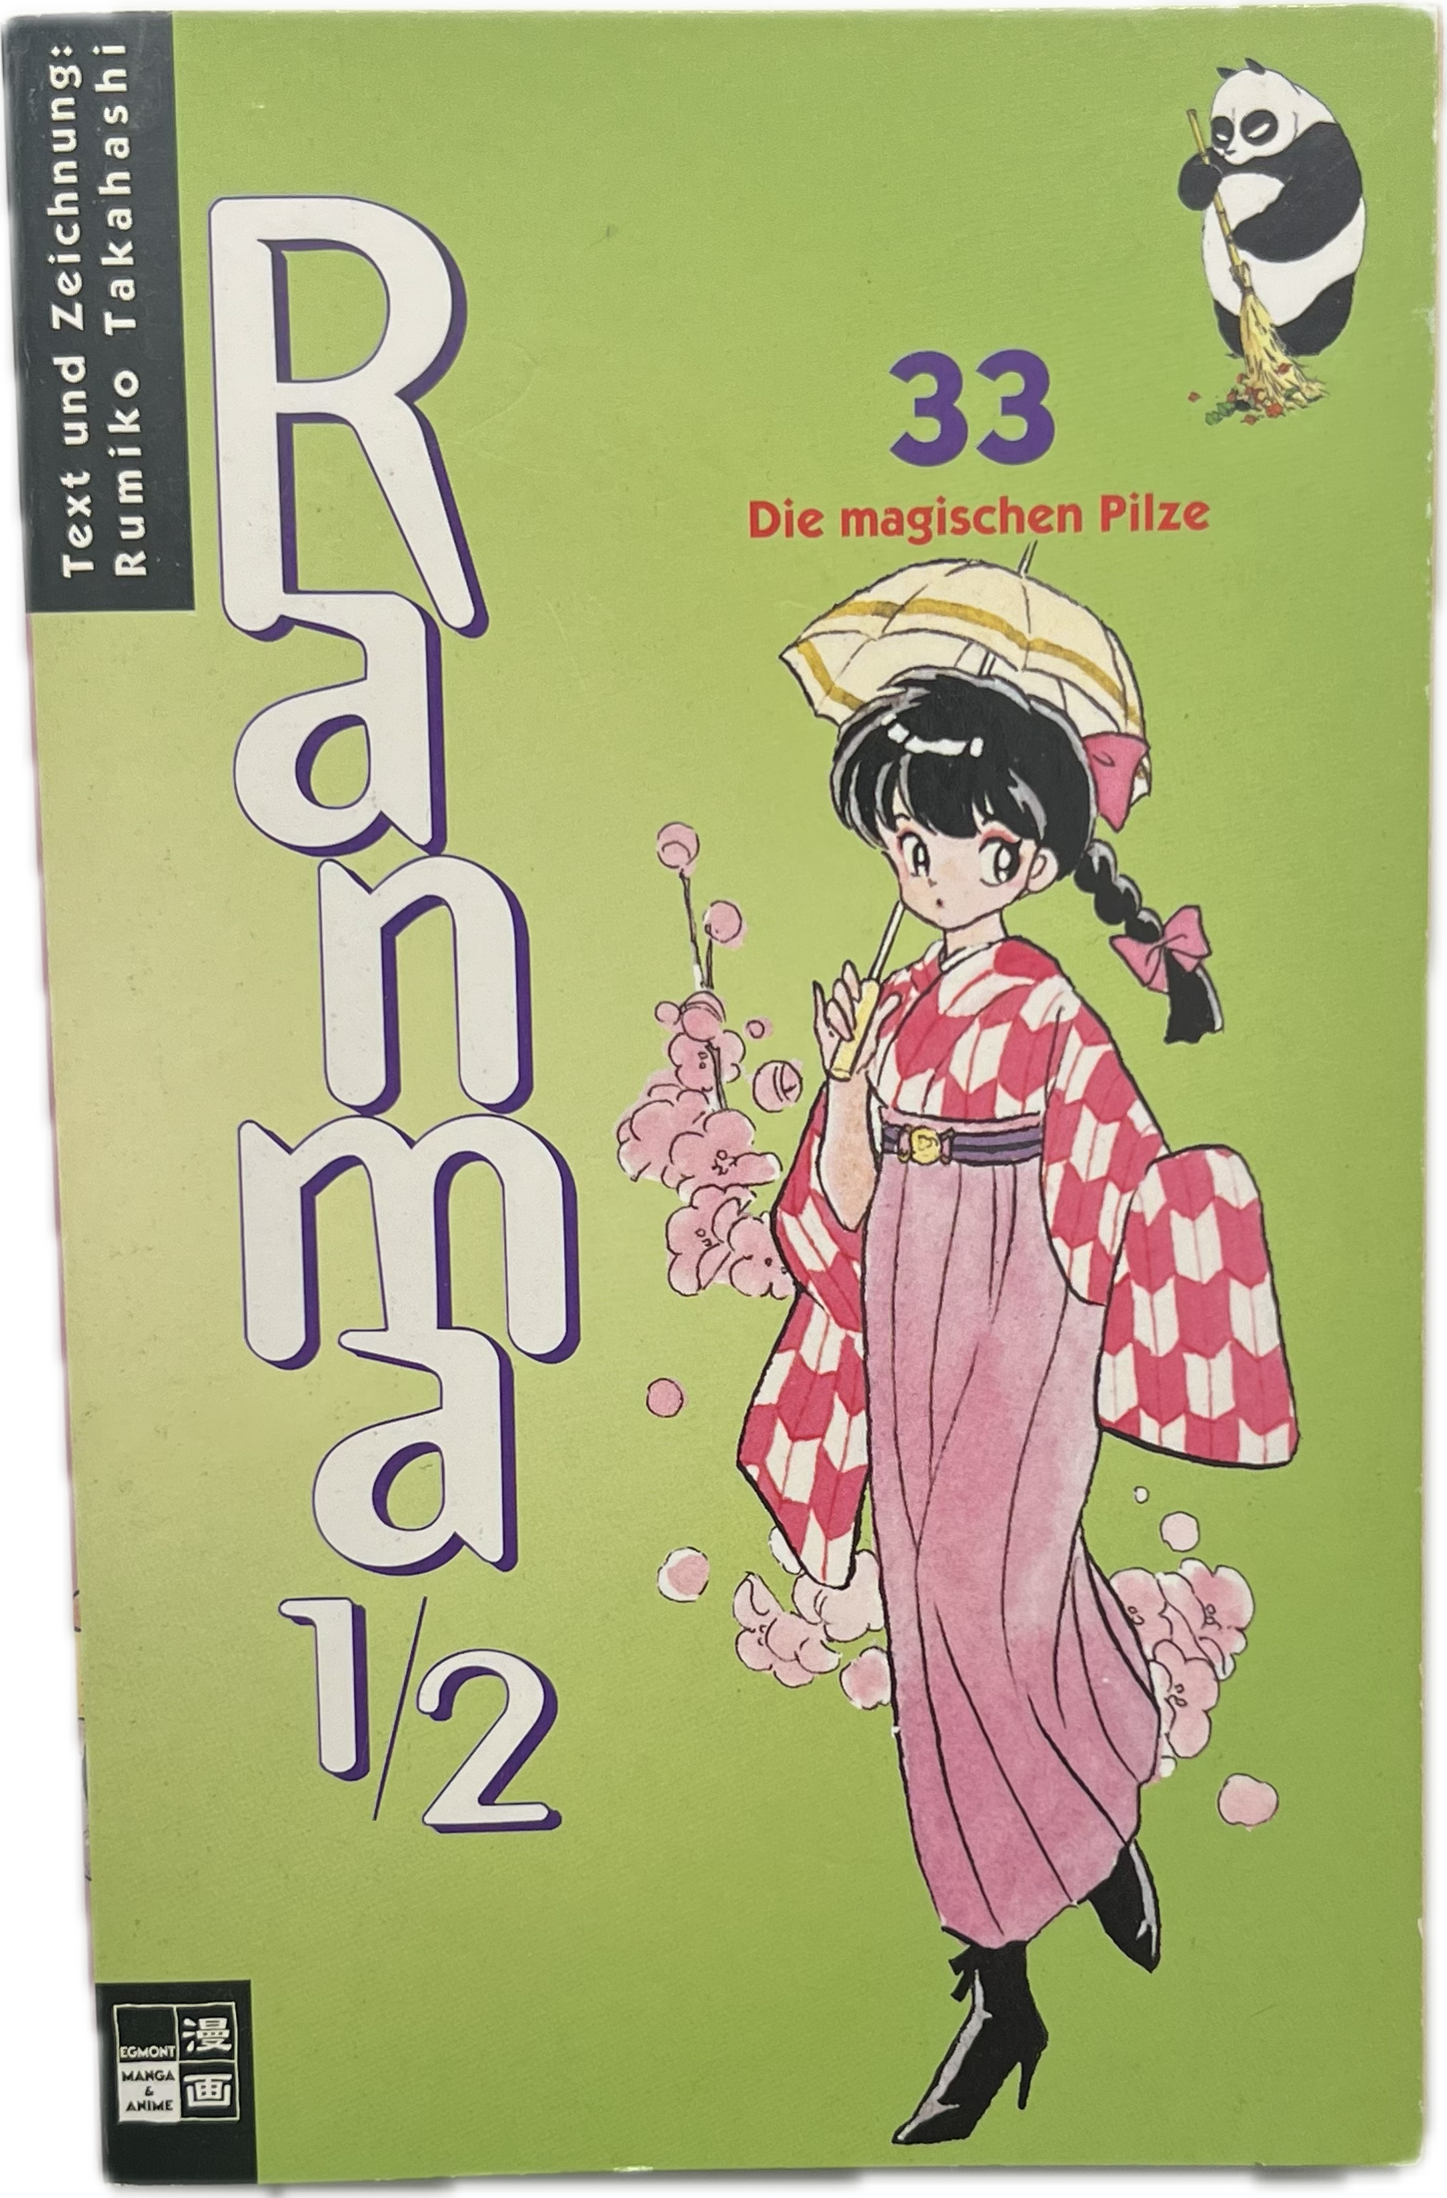 Text und Zeichnung:
Rumiko Takahashi
Ranma
1/2
33
Die magischen Pilze
EGMONT
MANGA
&
ANIME
漫
画